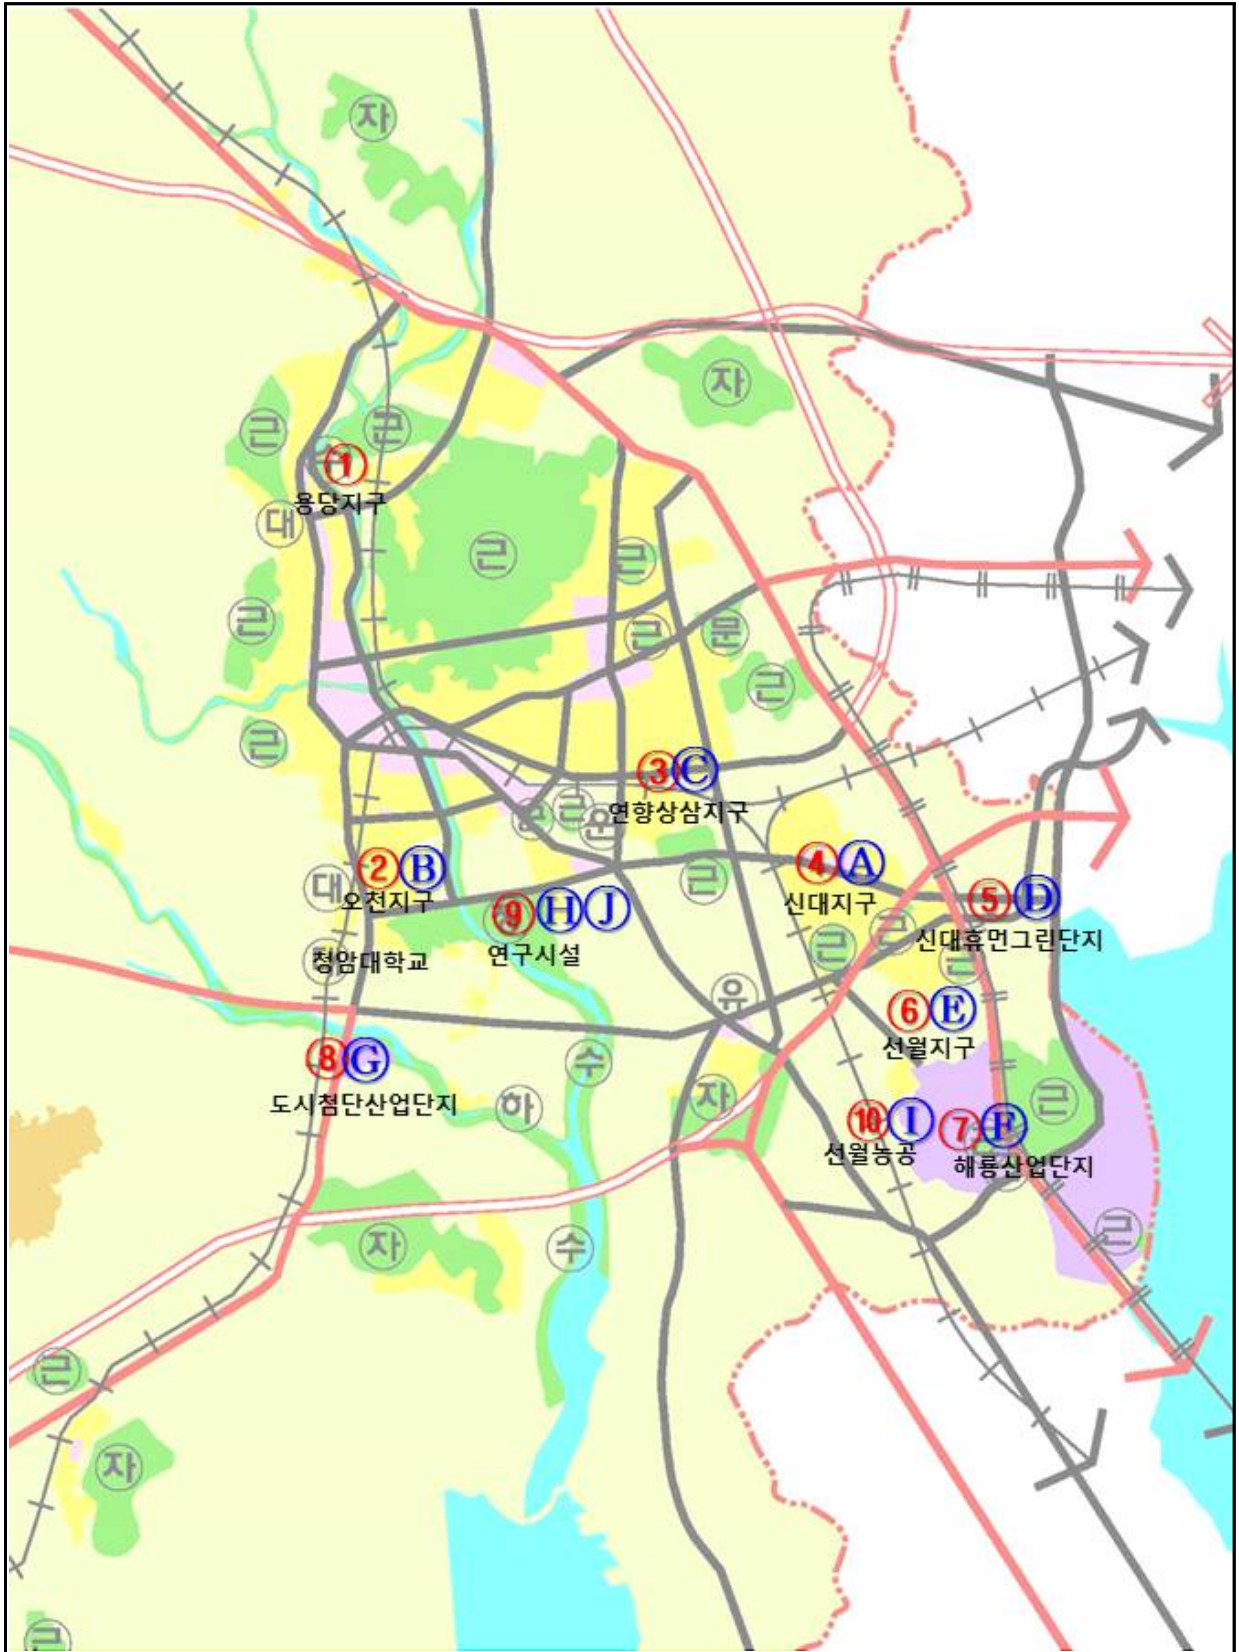 자
자
근
근
①
용당지구
대
근
근
근
근
문
근
근
③Ⓒ
연향상삼지구
공
근
운
②Ⓑ
오천지구
대
④Ⓐ
신대지구
근
⑤Ⓓ
신대휴먼그린단지
⑨ⒽⒿ
연구시설
청암대학교
근
근
근
유
⑥Ⓔ
선월지구
⑧Ⓖ
도시첨단산업단지
수
하
자
근
⑩Ⓘ
선월농공
⑦Ⓕ
해룡산업단지
자
수
근
근
자
근